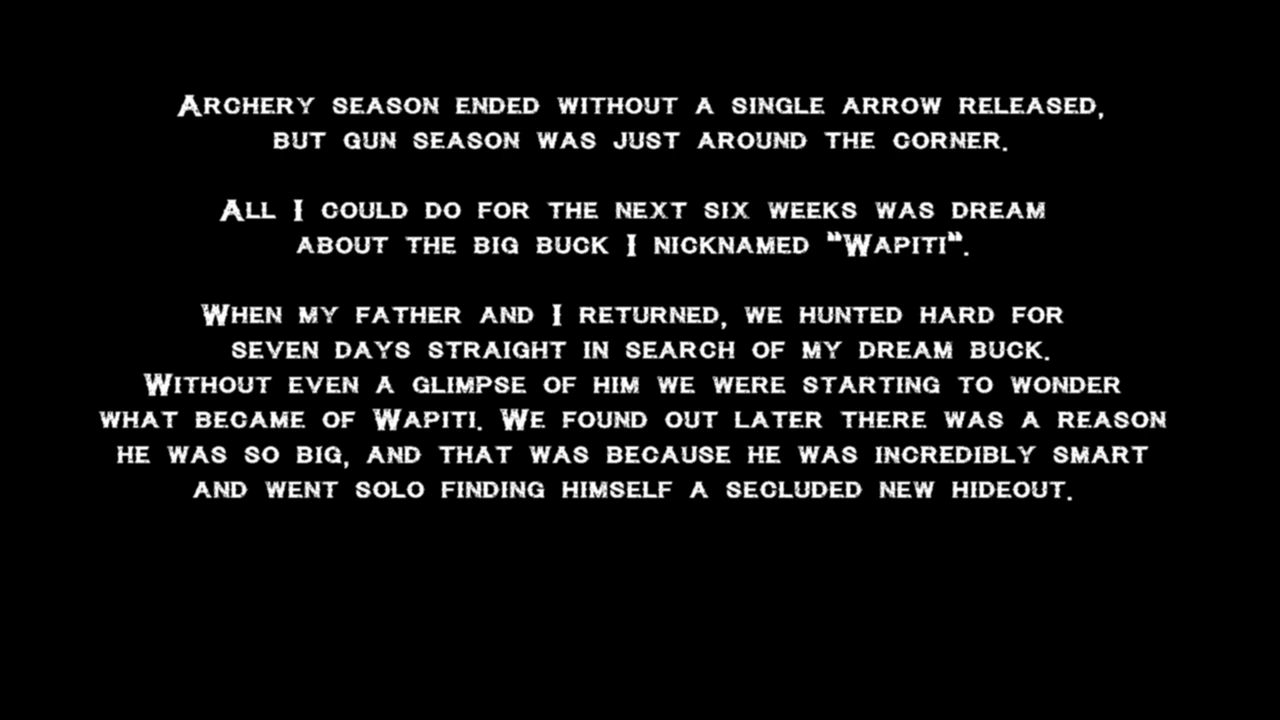 Archery season ended without a single arrow released,
but gun season was just around the corner.
All I could do for the next six weeks was dream
about the big buck I nicknamed "Wapiti".
When my father and I returned, we hunted hard for
seven days straight in search of my dream buck.
Without even a glimpse of him we were starting to wonder
what became of Wapiti. We found out later there was a reason
he was so big, and that was because he was incredibly smart
and went solo finding himself a secluded new hideout.